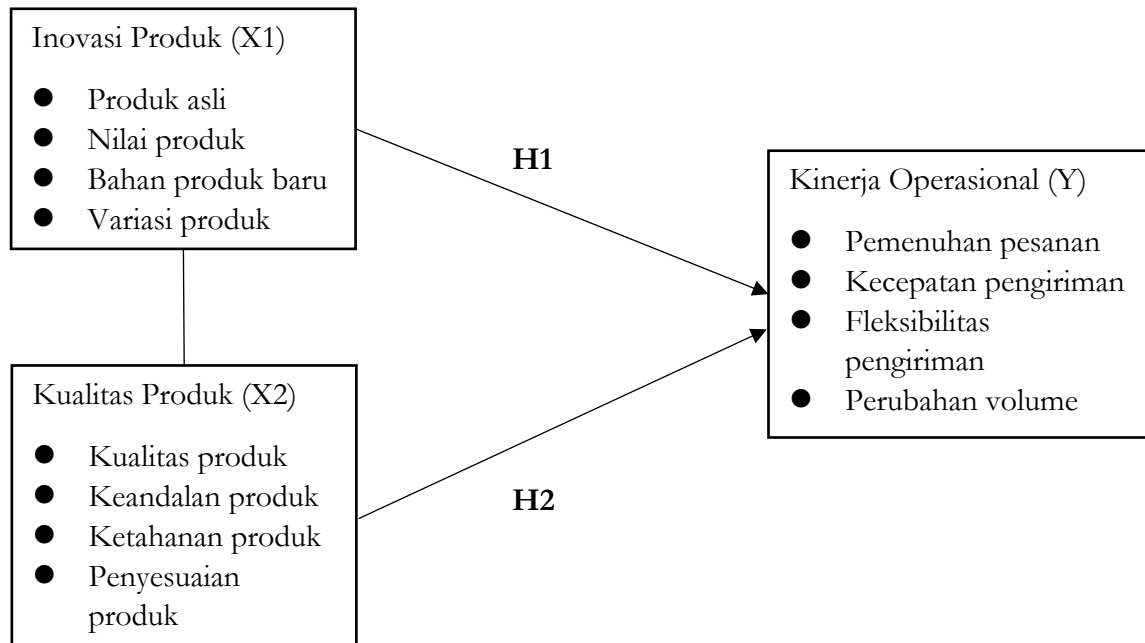 Inovasi Produk (X1)
● Produk asli
● Nilai produk
● Bahan produk baru
● Variasi produk
H1
Kinerja Operasional (Y)
● Pemenuhan pesanan
● Kecepatan pengiriman
● Fleksibilitas
pengiriman
● Perubahan volume
Kualitas Produk (X2)
● Kualitas produk
● Keandalan produk
● Ketahanan produk
● Penyesuaian
produk
H2